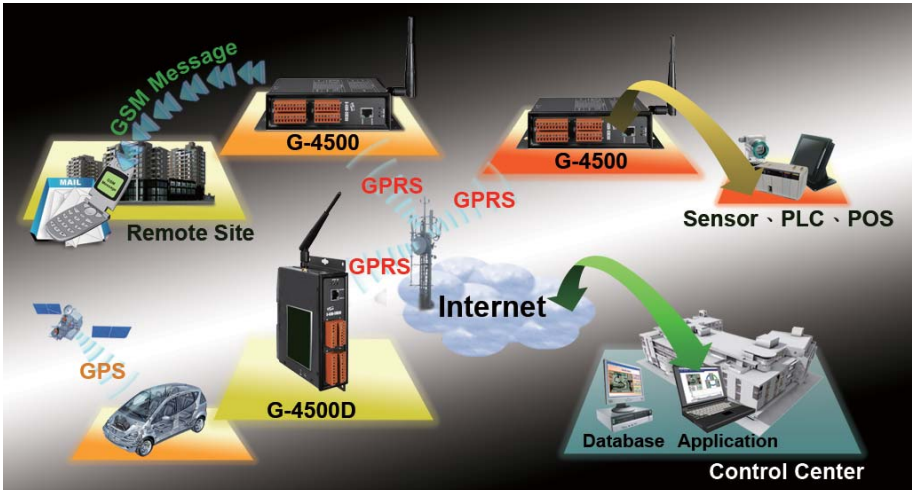 GSM Message
G-4500
G-4500
MAIL
Remote Site
GPRS
GPRS
Sensor、PLC、POS
GPRS
Internet
GPS
G-4500D
Database
Application
Control Center